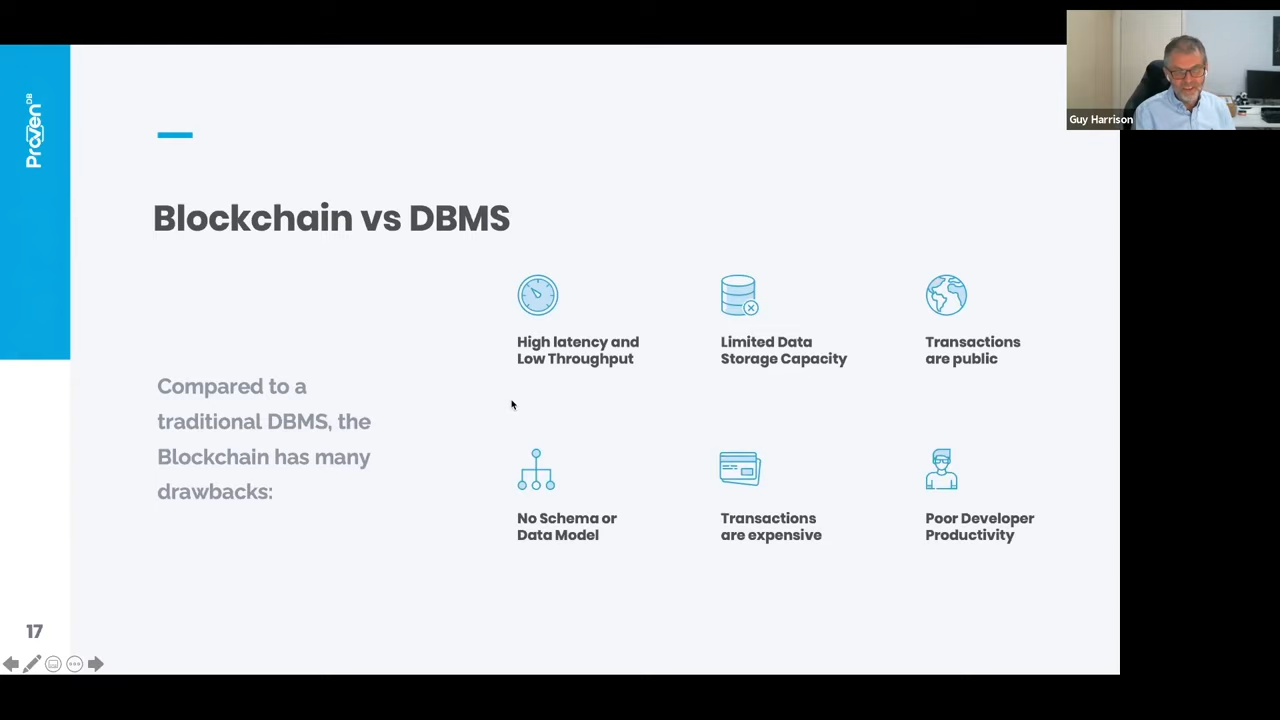 ProvenDB
Guy Harrison
Blockchain vs DBMS
Compared to a
traditional DBMS, the
Blockchain has many
drawbacks:
High latency and
Low Throughput
Limited Data
Storage Capacity
Transactions
are public
No Schema or
Data Model
Transactions
are expensive
Poor Developer
Productivity
17